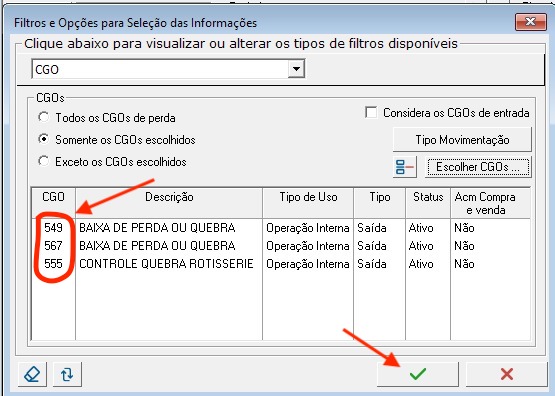 Filtros e Opções para Seleção das Informações
Clique abaixo para visualizar ou alterar os tipos de filtros disponíveis
CGO
CGOs
Todos os CGOs de perda
Considera os CGOs de entrada
Somente os CGOs escolhidos
Tipo Movimentação
Exceto os CGOs escolhidos
Escolher CGOs ...
CGO Descrição Tipo de Uso Tipo Status Acm Compra e venda
549 BAIXA DE PERDA OU QUEBRA Operação Interna Saída Ativo Não
567 BAIXA DE PERDA OU QUEBRA Operação Interna Saída Ativo Não
555 CONTROLE QUEBRA ROTISSERIE Operação Interna Saída Ativo Não